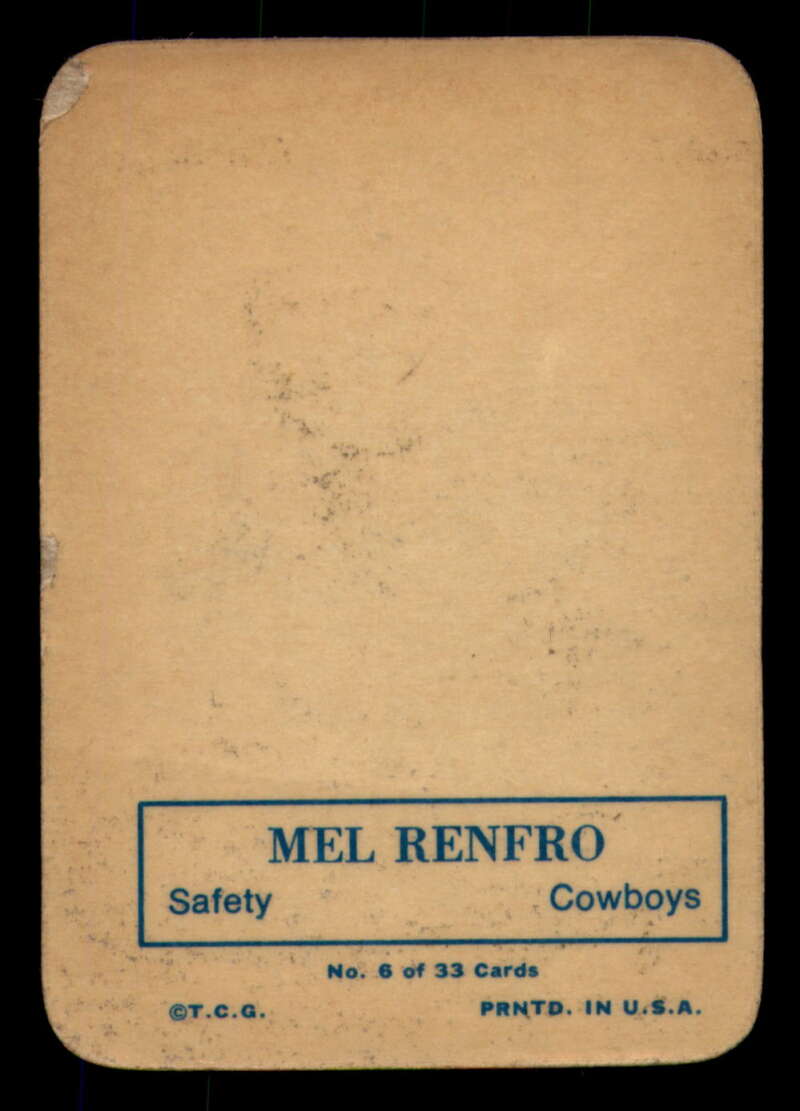 MEL RENFRO
Safety Cowboys
No. 6 of 33 Cards
©T.C.G. PRNTD. IN U.S.A.